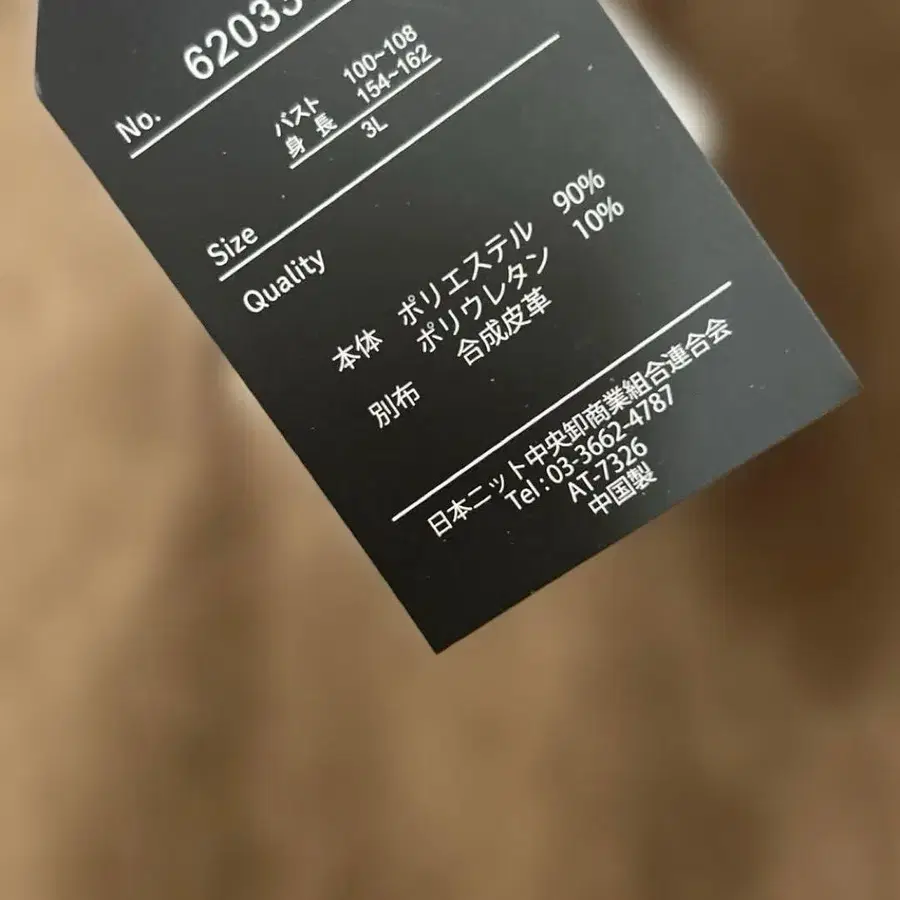 No.
バスト 100~108
身 長 154~162
3L
Size
Quality
本体 ポリエステル 90%
ポリウレタン 10%
別布 合成皮革
日本ニット中央卸商業組合連合会
Tel : 03-3662-4787
AT-7326
中国製